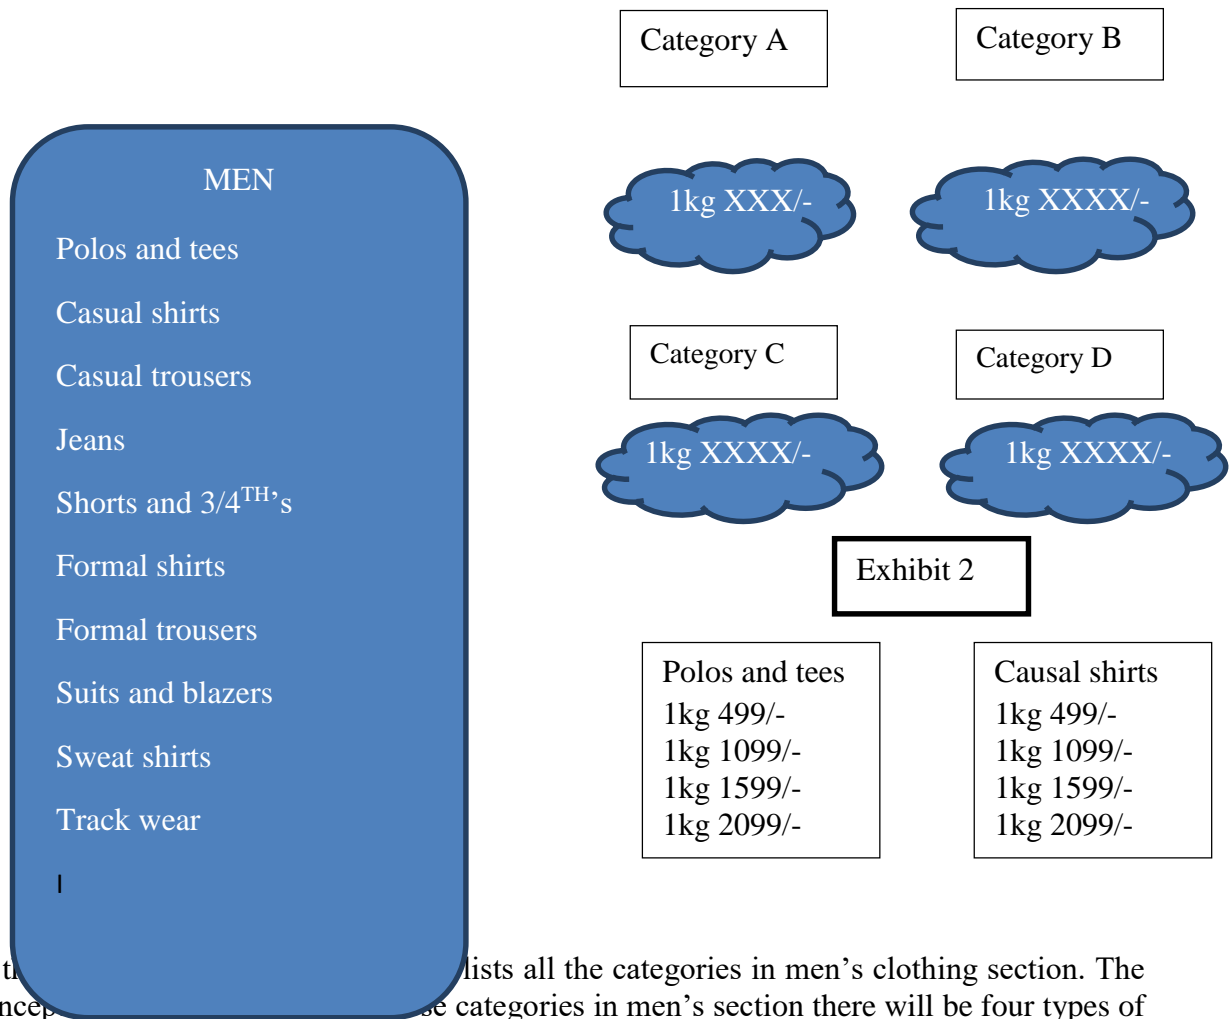 MEN
Polos and tees
Casual shirts
Casual trousers
Jeans
Shorts and 3/4TH’s
Formal shirts
Formal trousers
Suits and blazers
Sweat shirts
Track wear
Category A
Category B
1kg XXX/-
1kg XXXX/-
Category C
Category D
1kg XXXX/-
1kg XXXX/-
Exhibit 2
Polos and tees
1kg 499/-
1kg 1099/-
1kg 1599/-
1kg 2099/-
Causal shirts
1kg 499/-
1kg 1099/-
1kg 1599/-
1kg 2099/-
lists all the categories in men’s clothing section. The
categories in men’s section there will be four types of